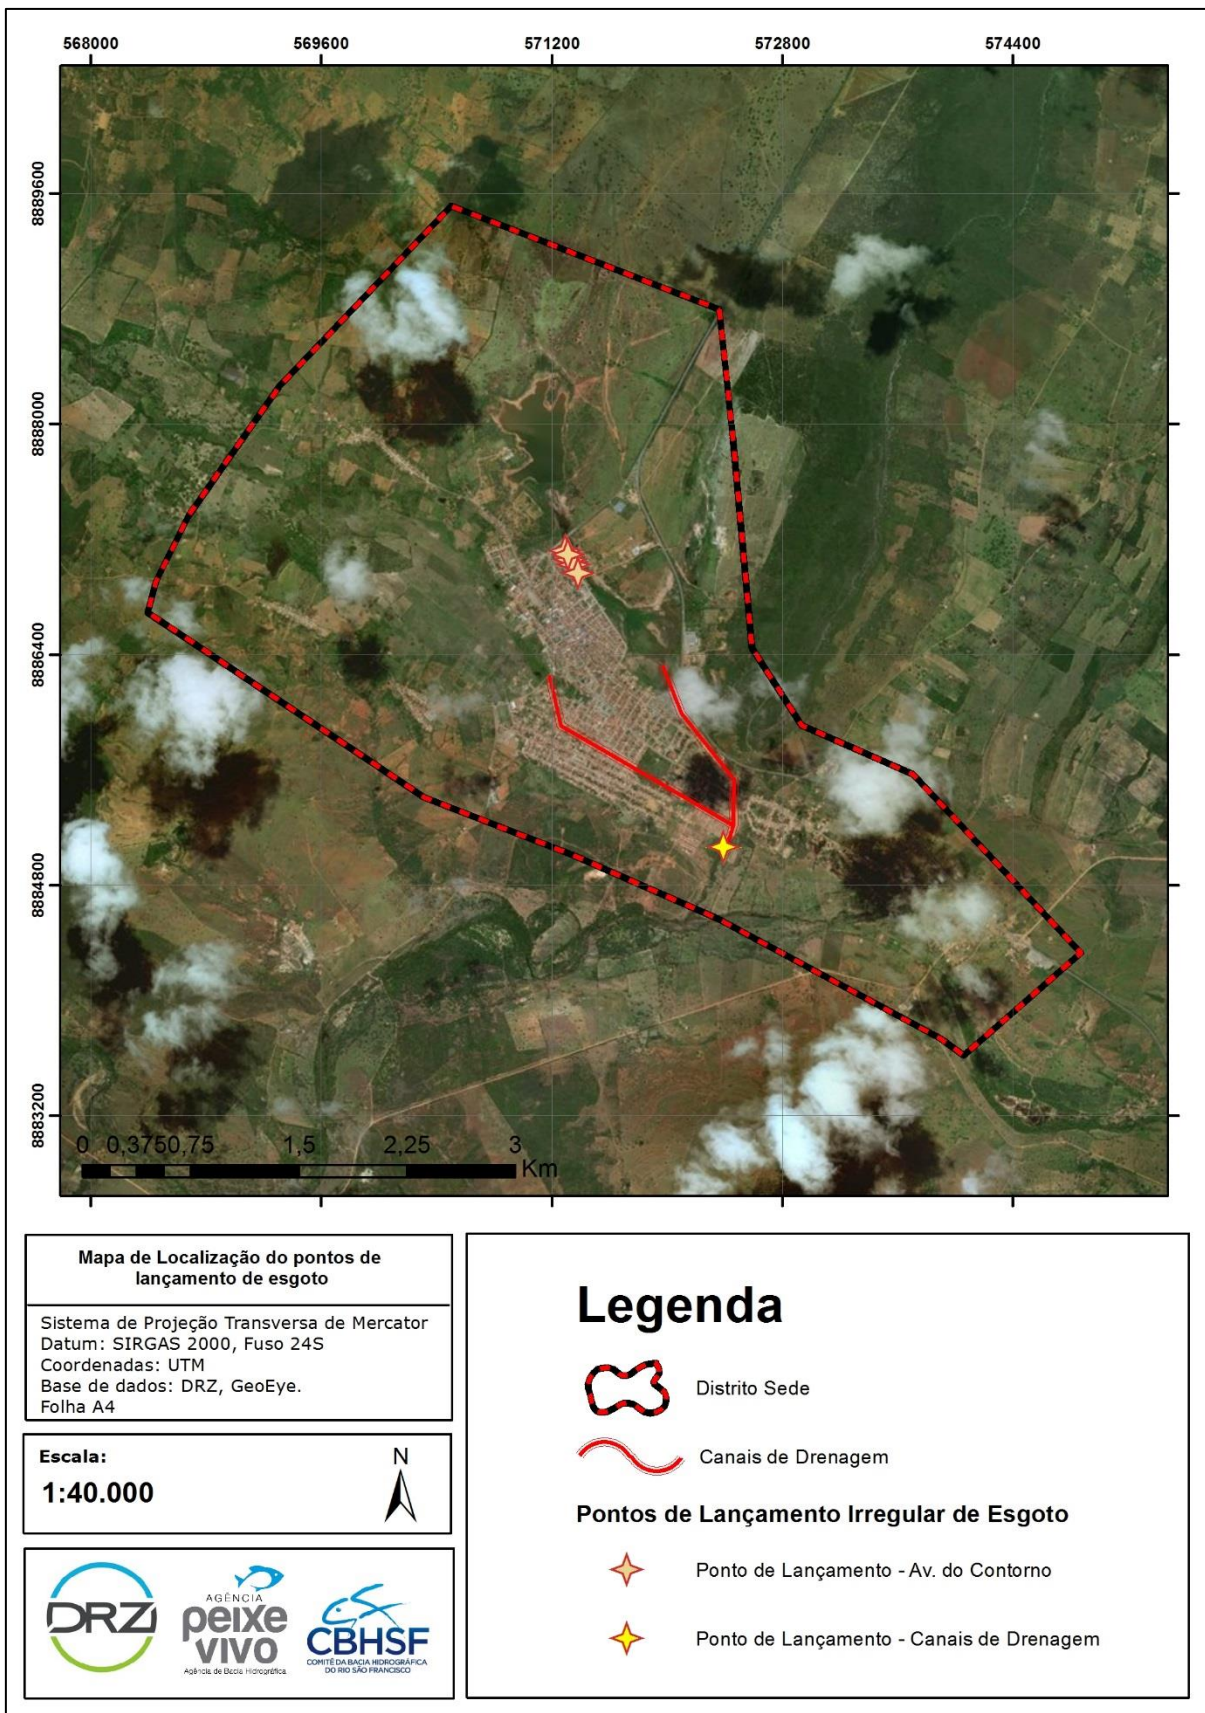 568000 569600 571200 572800 574400
8889600
8888000
8886400
8884800
8883200
0 0,3750,75 1,5 2,25 3
Km
Mapa de Localização do pontos de
lançamento de esgoto
Sistema de Projeção Transversa de Mercator
Datum: SIRGAS 2000, Fuso 24S
Coordenadas: UTM
Base de dados: DRZ, GeoEye.
Folha A4
Escala:
1:40.000
N
DRZ
AGÊNCIA
peixe
VIVO
Agência de Bacia Hidrográfica
CBHSF
COMITÊ DA BACIA HIDROGRÁFICA
DO RIO SÃO FRANCISCO
Legenda
Distrito Sede
Canais de Drenagem
Pontos de Lançamento Irregular de Esgoto
Ponto de Lançamento - Av. do Contorno
Ponto de Lançamento - Canais de Drenagem